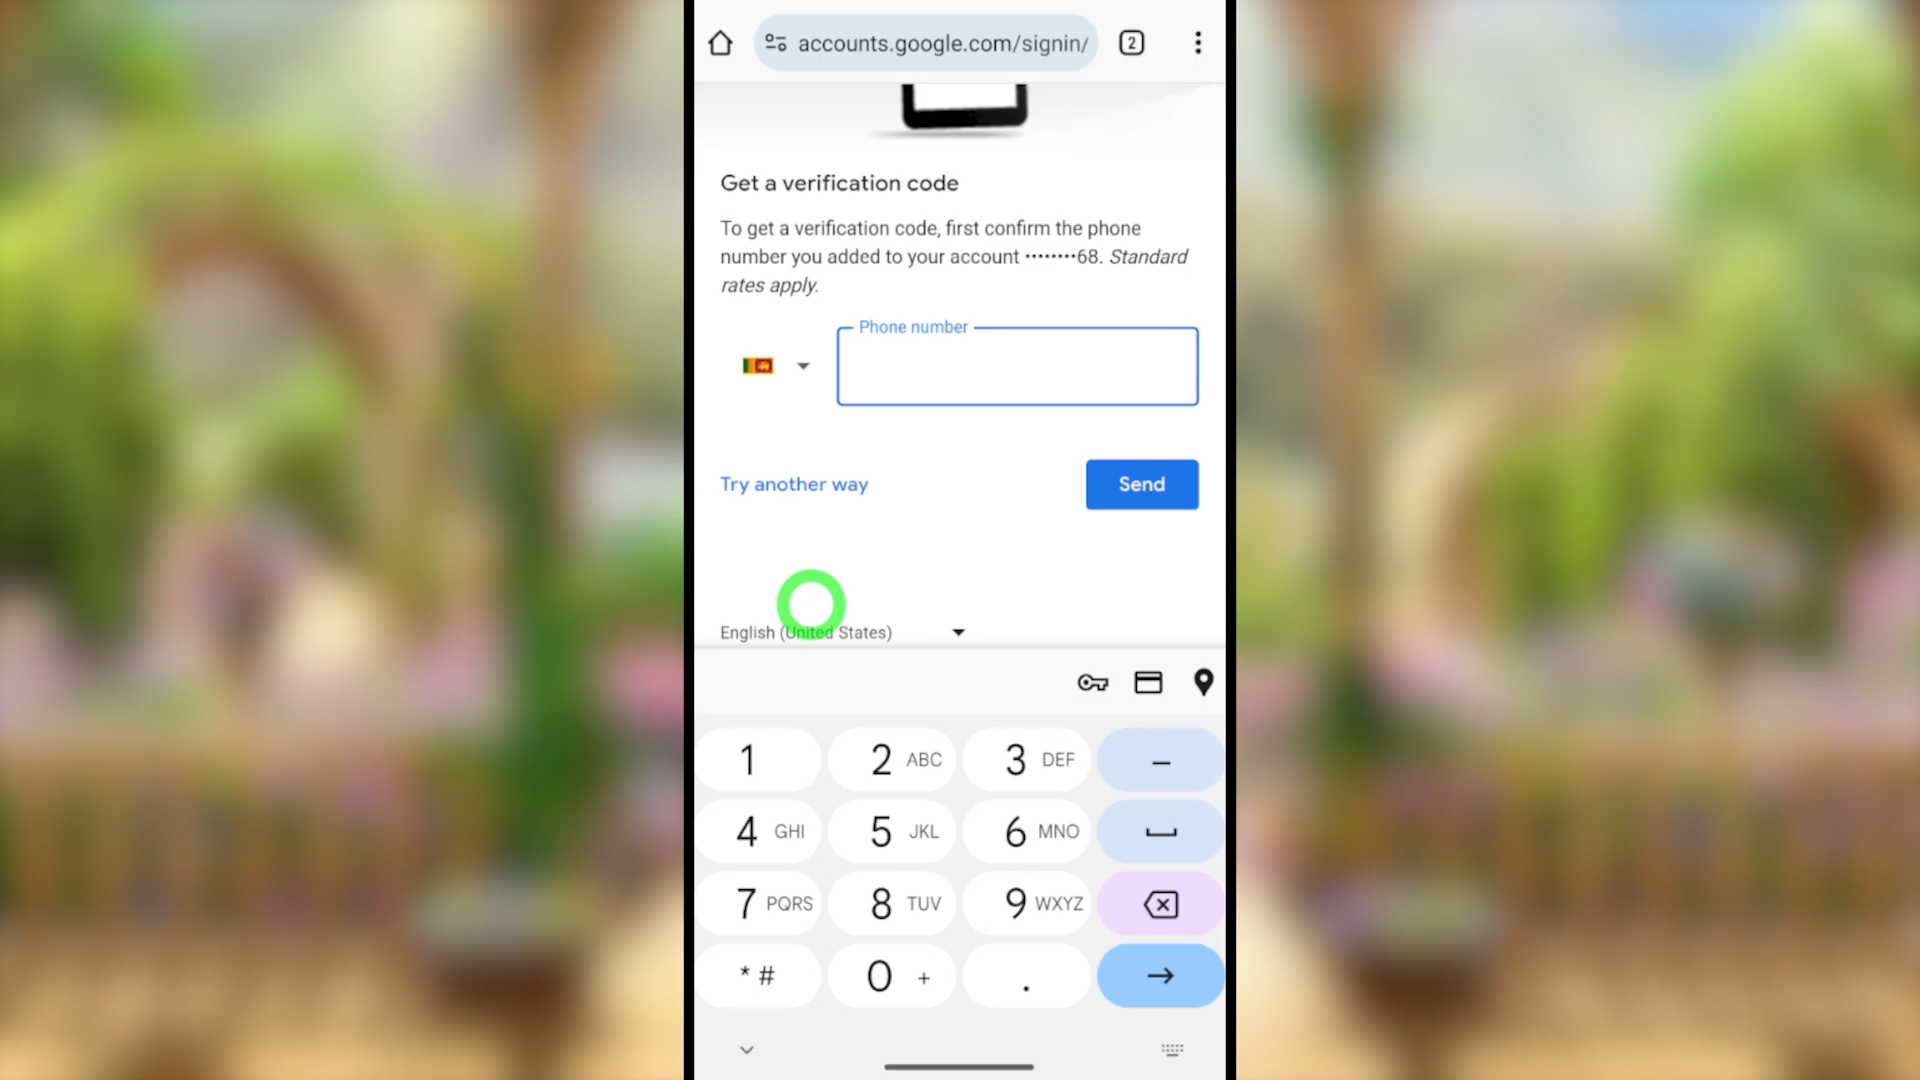 accounts.google.com/signin/
2
Get a verification code
To get a verification code, first confirm the phone
number you added to your account ••••••••68. Standard
rates apply.
Phone number
Try another way
Send
English (United States)
1
2 ABC
3 DEF
–
4 GHI
5 JKL
6 MNO
7 PQRS
8 TUV
9 WXYZ
* #
0 +
.